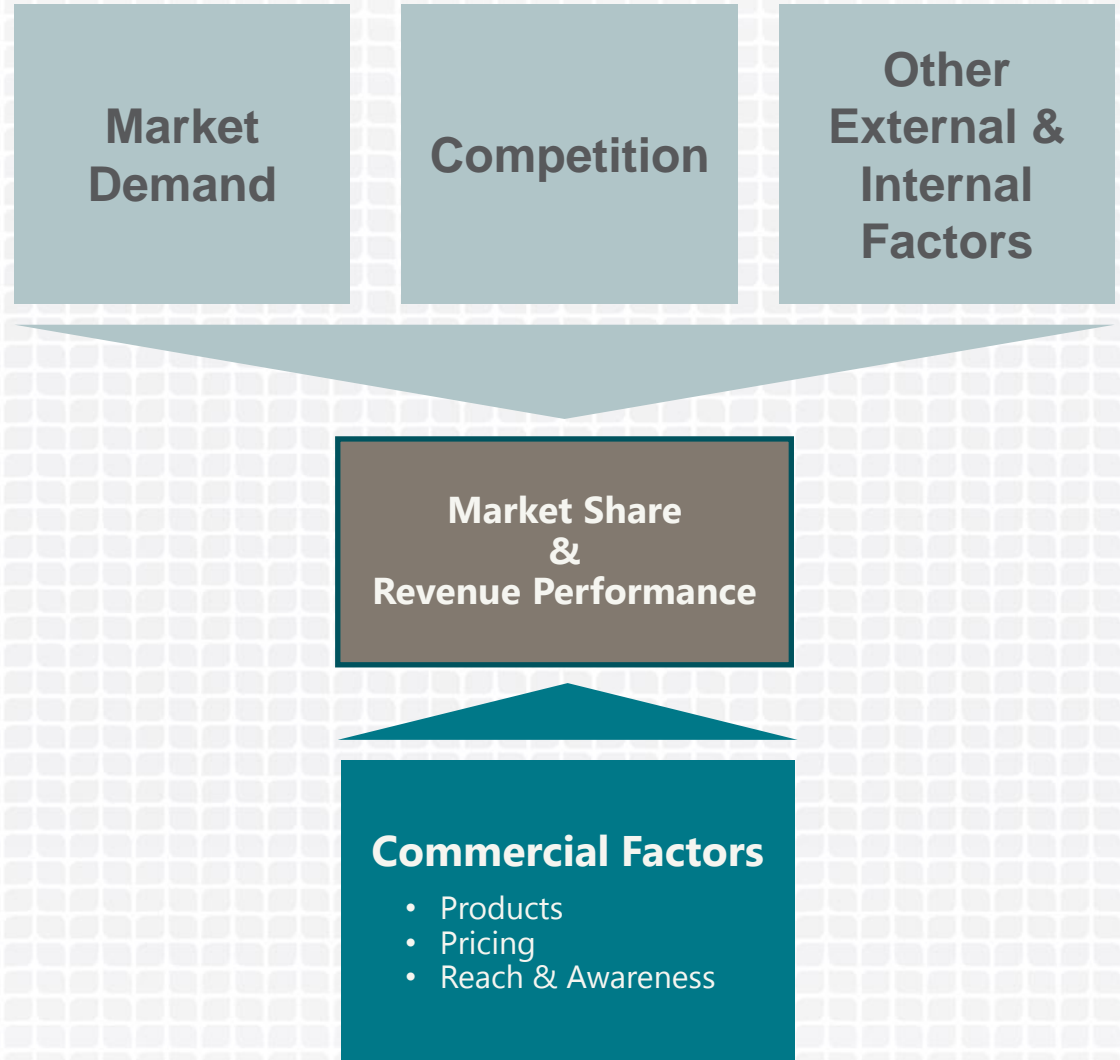 Market
Demand
Competition
Other
External &
Internal
Factors
Market Share
&
Revenue Performance
Commercial Factors
• Products
• Pricing
• Reach & Awareness